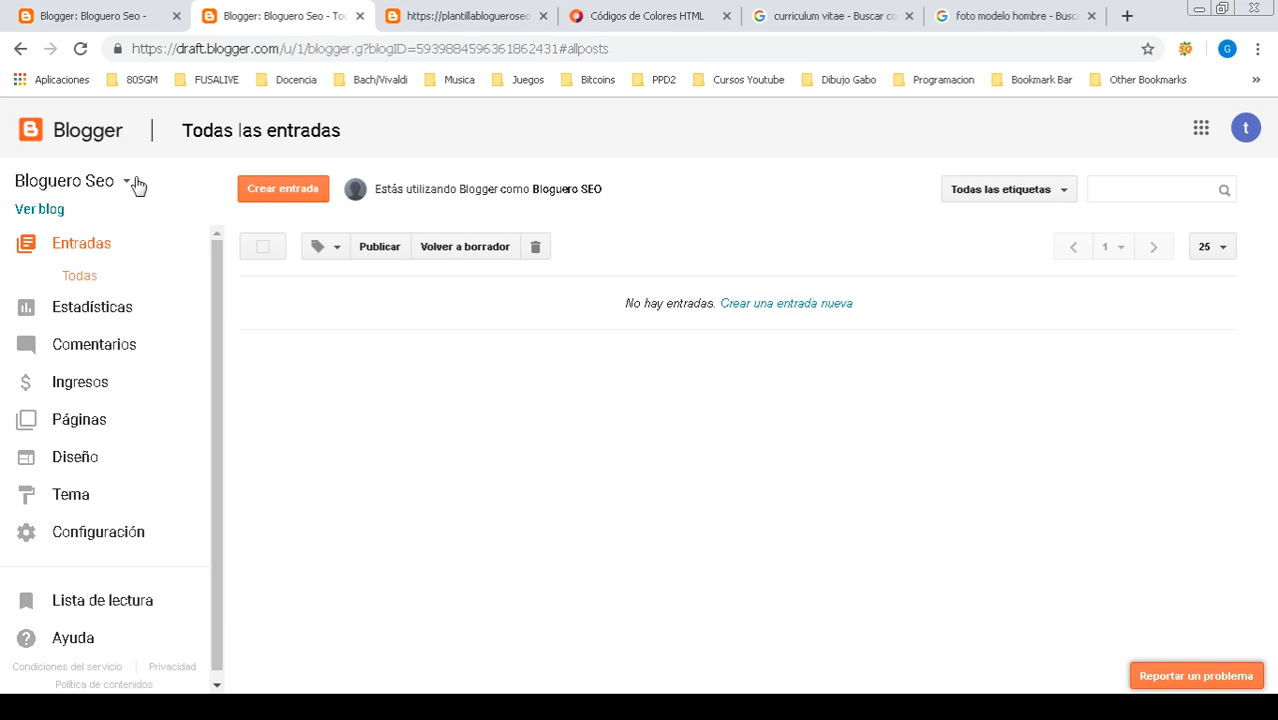 Blogger: Bloguero Seo -
Blogger: Bloguero Seo - Toc
https://plantillablogueroseo.
Códigos de Colores HTML
curriculum vitae - Buscar co
foto modelo hombre - Busca
G
https://draft.blogger.com/u/1/blogger.g?blogID=5939884596361862431#allposts
Aplicaciones
80SGM
FUSALIVE
Docencia
Bach/Vivaldi
Musica
Juegos
Bitcoins
PPD2
Cursos Youtube
Dibujo Gabo
Programacion
Bookmark Bar
Other Bookmarks
»
Blogger
Todas las entradas
t
Bloguero Seo
Ver blog
Crear entrada
Estás utilizando Blogger como Bloguero SEO
Todas las etiquetas
Entradas
Todas
Publicar
Volver a borrador
1
25
No hay entradas. Crear una entrada nueva
Estadísticas
Comentarios
Ingresos
Páginas
Diseño
Tema
Configuración
Lista de lectura
Ayuda
Condiciones del servicio
Privacidad
Política de contenidos
Reportar un problema